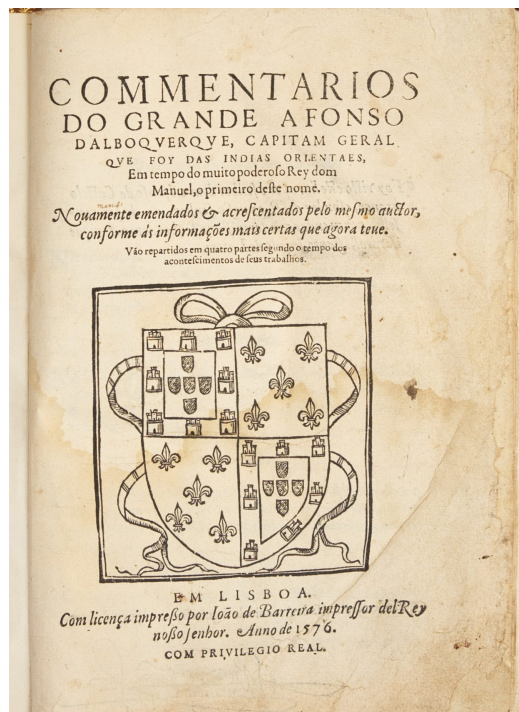 COMMENTARIOS
DO GRANDE AFONSO
DALBOQVERQVE, CAPITAM GERAL
QVE FOY DAS INDIAS ORIENTAES,
Em tempo do muito poderoſo Rey dom
Manuel, o primeiro deſte nome.
Nouamente emendados & acreſcentados pelo meſmo auctor,
conforme ás informações mais certas que agora teue.
Vão repartidos em quatro partes ſegundo o tempo dos
aconteſcimentos de ſeus trabalhos.
EM LISBOA.
Com licença impreſſo por Ioão de Barreira impreſſor del Rey
noſſo ſenhor. Anno de 1576.
COM PRIVILEGIO REAL.